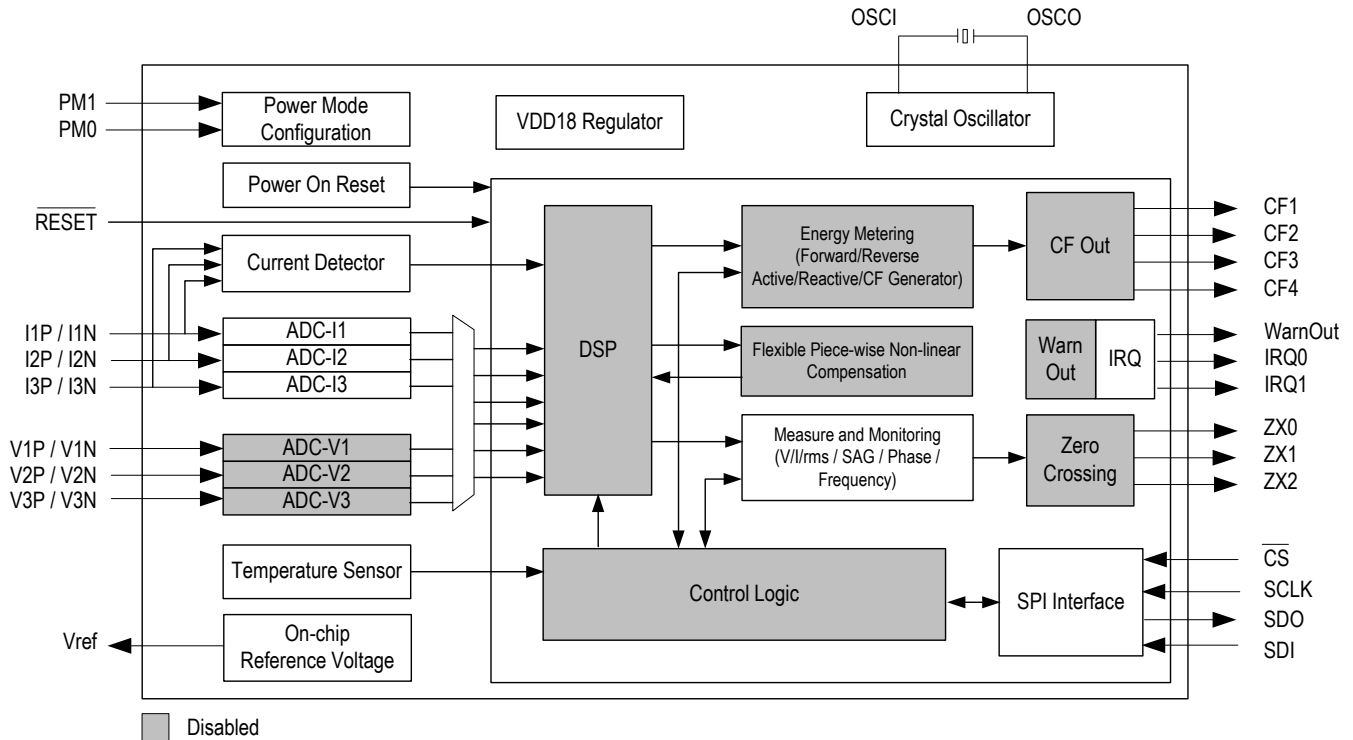 OSCI
OSCO
PM1
PM0
Power Mode
Configuration
VDD18 Regulator
Crystal Oscillator
Power On Reset
RESET
Current Detector
I1P / I1N
I2P / I2N
I3P / I3N
ADC-I1
ADC-I2
ADC-I3
V1P / V1N
V2P / V2N
V3P / V3N
ADC-V1
ADC-V2
ADC-V3
Temperature Sensor
Vref
On-chip
Reference Voltage
DSP
Energy Metering
(Forward/Reverse
Active/Reactive/CF Generator)
CF Out
CF1
CF2
CF3
CF4
Flexible Piece-wise Non-linear
Compensation
Warn
Out
IRQ
WarnOut
IRQ0
IRQ1
Measure and Monitoring
(V/I/rms / SAG / Phase /
Frequency)
Zero
Crossing
ZX0
ZX1
ZX2
Control Logic
SPI Interface
CS
SCLK
SDO
SDI
Disabled